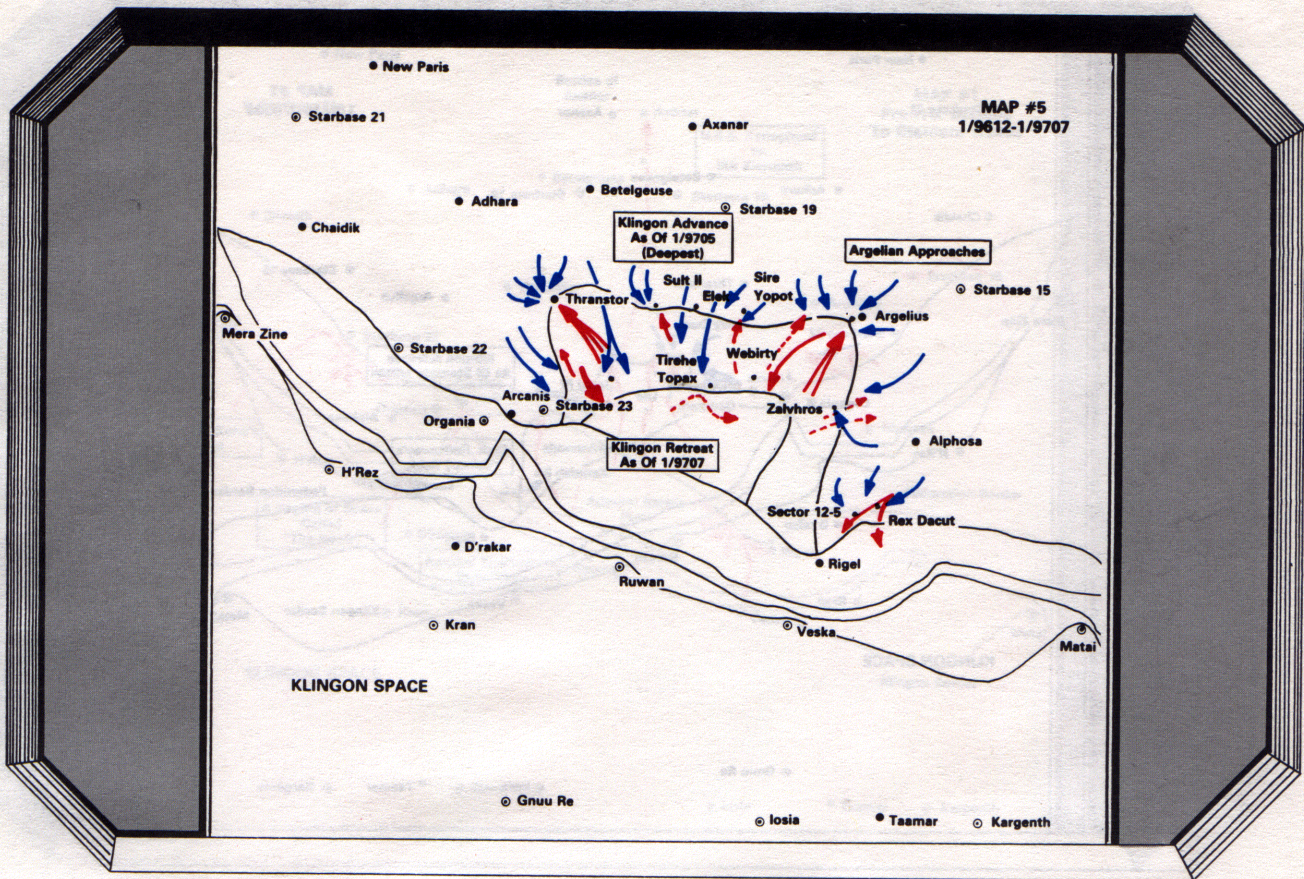 New Paris
Starbase 21
MAP #5
1/9612-1/9707
Axanar
Betelgeuse
Adhara
Starbase 19
Chaidik
Klingon Advance
As Of 1/9705
(Deepest)
Argelian Approaches
Sult II
Sire
Yopot
Starbase 15
Thranstor
Argelius
Mera Zine
Starbase 22
Tirehe
Webirty
Topax
Arcanis
Starbase 23
Zalvhros
Organia
Alphosa
Klingon Retreat
As Of 1/9707
H'Rez
Sector 12-5
Rex Dacut
D'rakar
Rigel
Ruwan
Kran
Veska
Matai
KLINGON SPACE
Gnuu Re
Iosia
Taamar
Kargenth